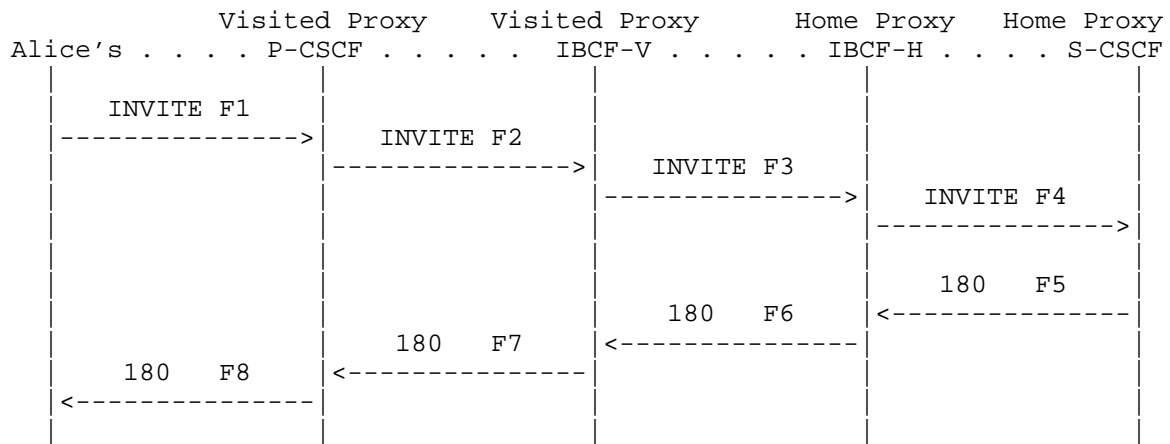 Visited Proxy Visited Proxy Home Proxy Home Proxy
Alice's . . . . P-CSCF . . . . . IBCF-V . . . . . IBCF-H . . . . S-CSCF
INVITE F1
INVITE F2
INVITE F3
INVITE F4
180 F5
180 F6
180 F7
180 F8